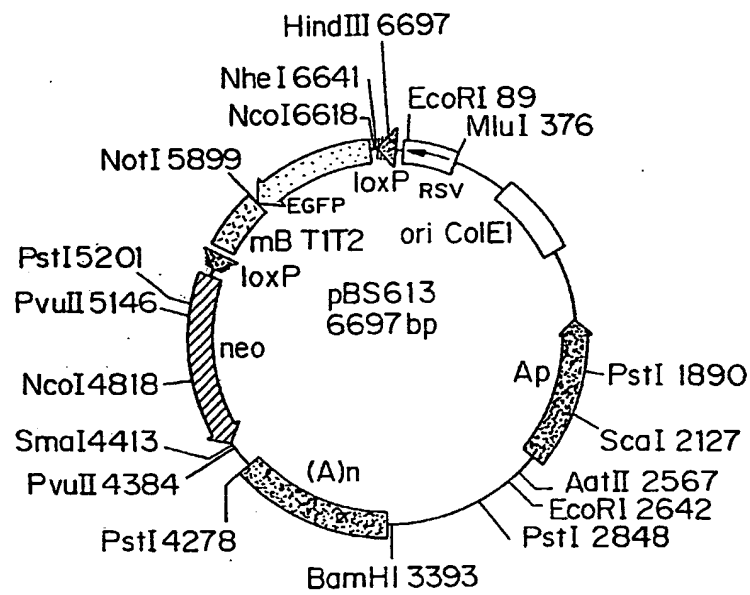 HindIII 6697
NheI 6641
NcoI 6618
EcoRI 89
MluI 376
NotI 5899
loxP
RSV
EGFP
ori ColE1
mB T1T2
PstI 5201
loxP
PvuII 5146
pBS613
6697 bp
neo
Ap
PstI 1890
NcoI 4818
ScaI 2127
SmaI 4413
(A)n
PvuII 4384
AatII 2567
EcoRI 2642
PstI 4278
PstI 2848
BamHI 3393